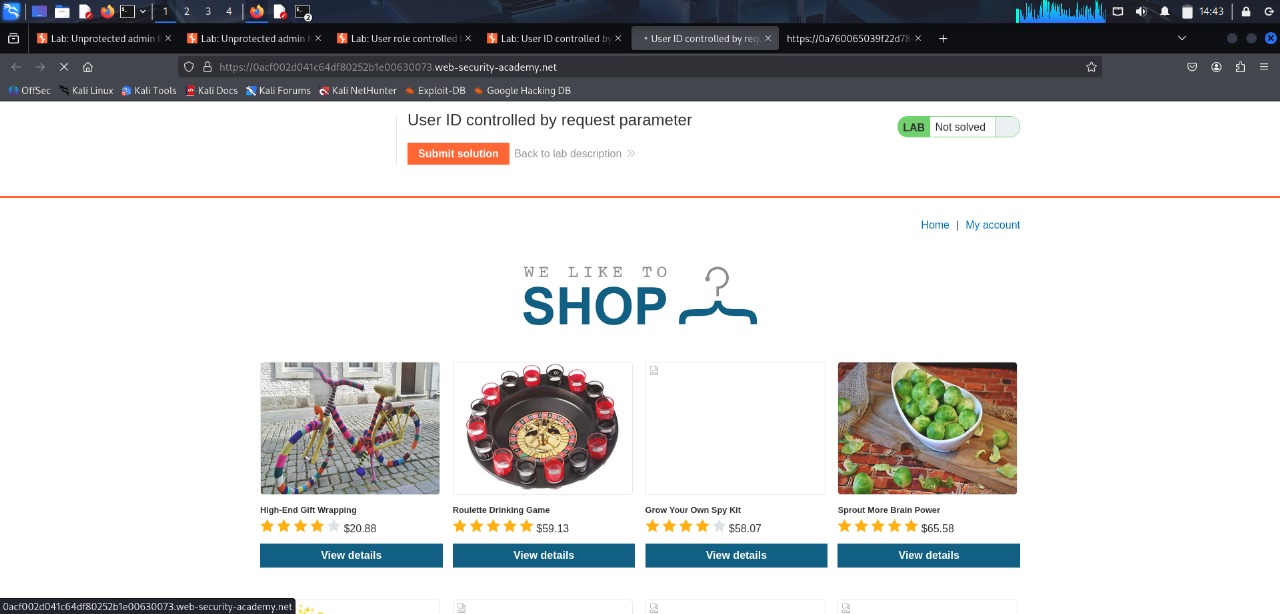 1 2 3 4 2 14:43
Lab: Unprotected admin f Lab: Unprotected admin f Lab: User role controlled Lab: User ID controlled by User ID controlled by req https://0a760065039f22d78
https://0acf002d041c64df80252b1e00630073.web-security-academy.net
OffSec Kali Linux Kali Tools Kali Docs Kali Forums Kali NetHunter Exploit-DB Google Hacking DB
User ID controlled by request parameter
LAB Not solved
Submit solution Back to lab description
Home | My account
WE LIKE TO
SHOP
High-End Gift Wrapping Roulette Drinking Game Grow Your Own Spy Kit Sprout More Brain Power
$20.88 $59.13 $58.07 $65.58
View details View details View details View details
0acf002d041c64df80252b1e00630073.web-security-academy.net